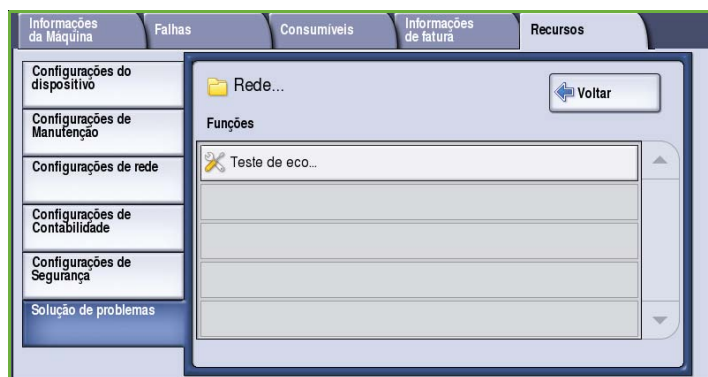 Informações
da Máquina
Falhas
Consumíveis
Informações
de fatura
Recursos
Configurações do
dispositivo
Configurações de
Manutenção
Configurações de rede
Configurações de
Contabilidade
Configurações de
Segurança
Solução de problemas
Rede...
Voltar
Funções
Teste de eco...